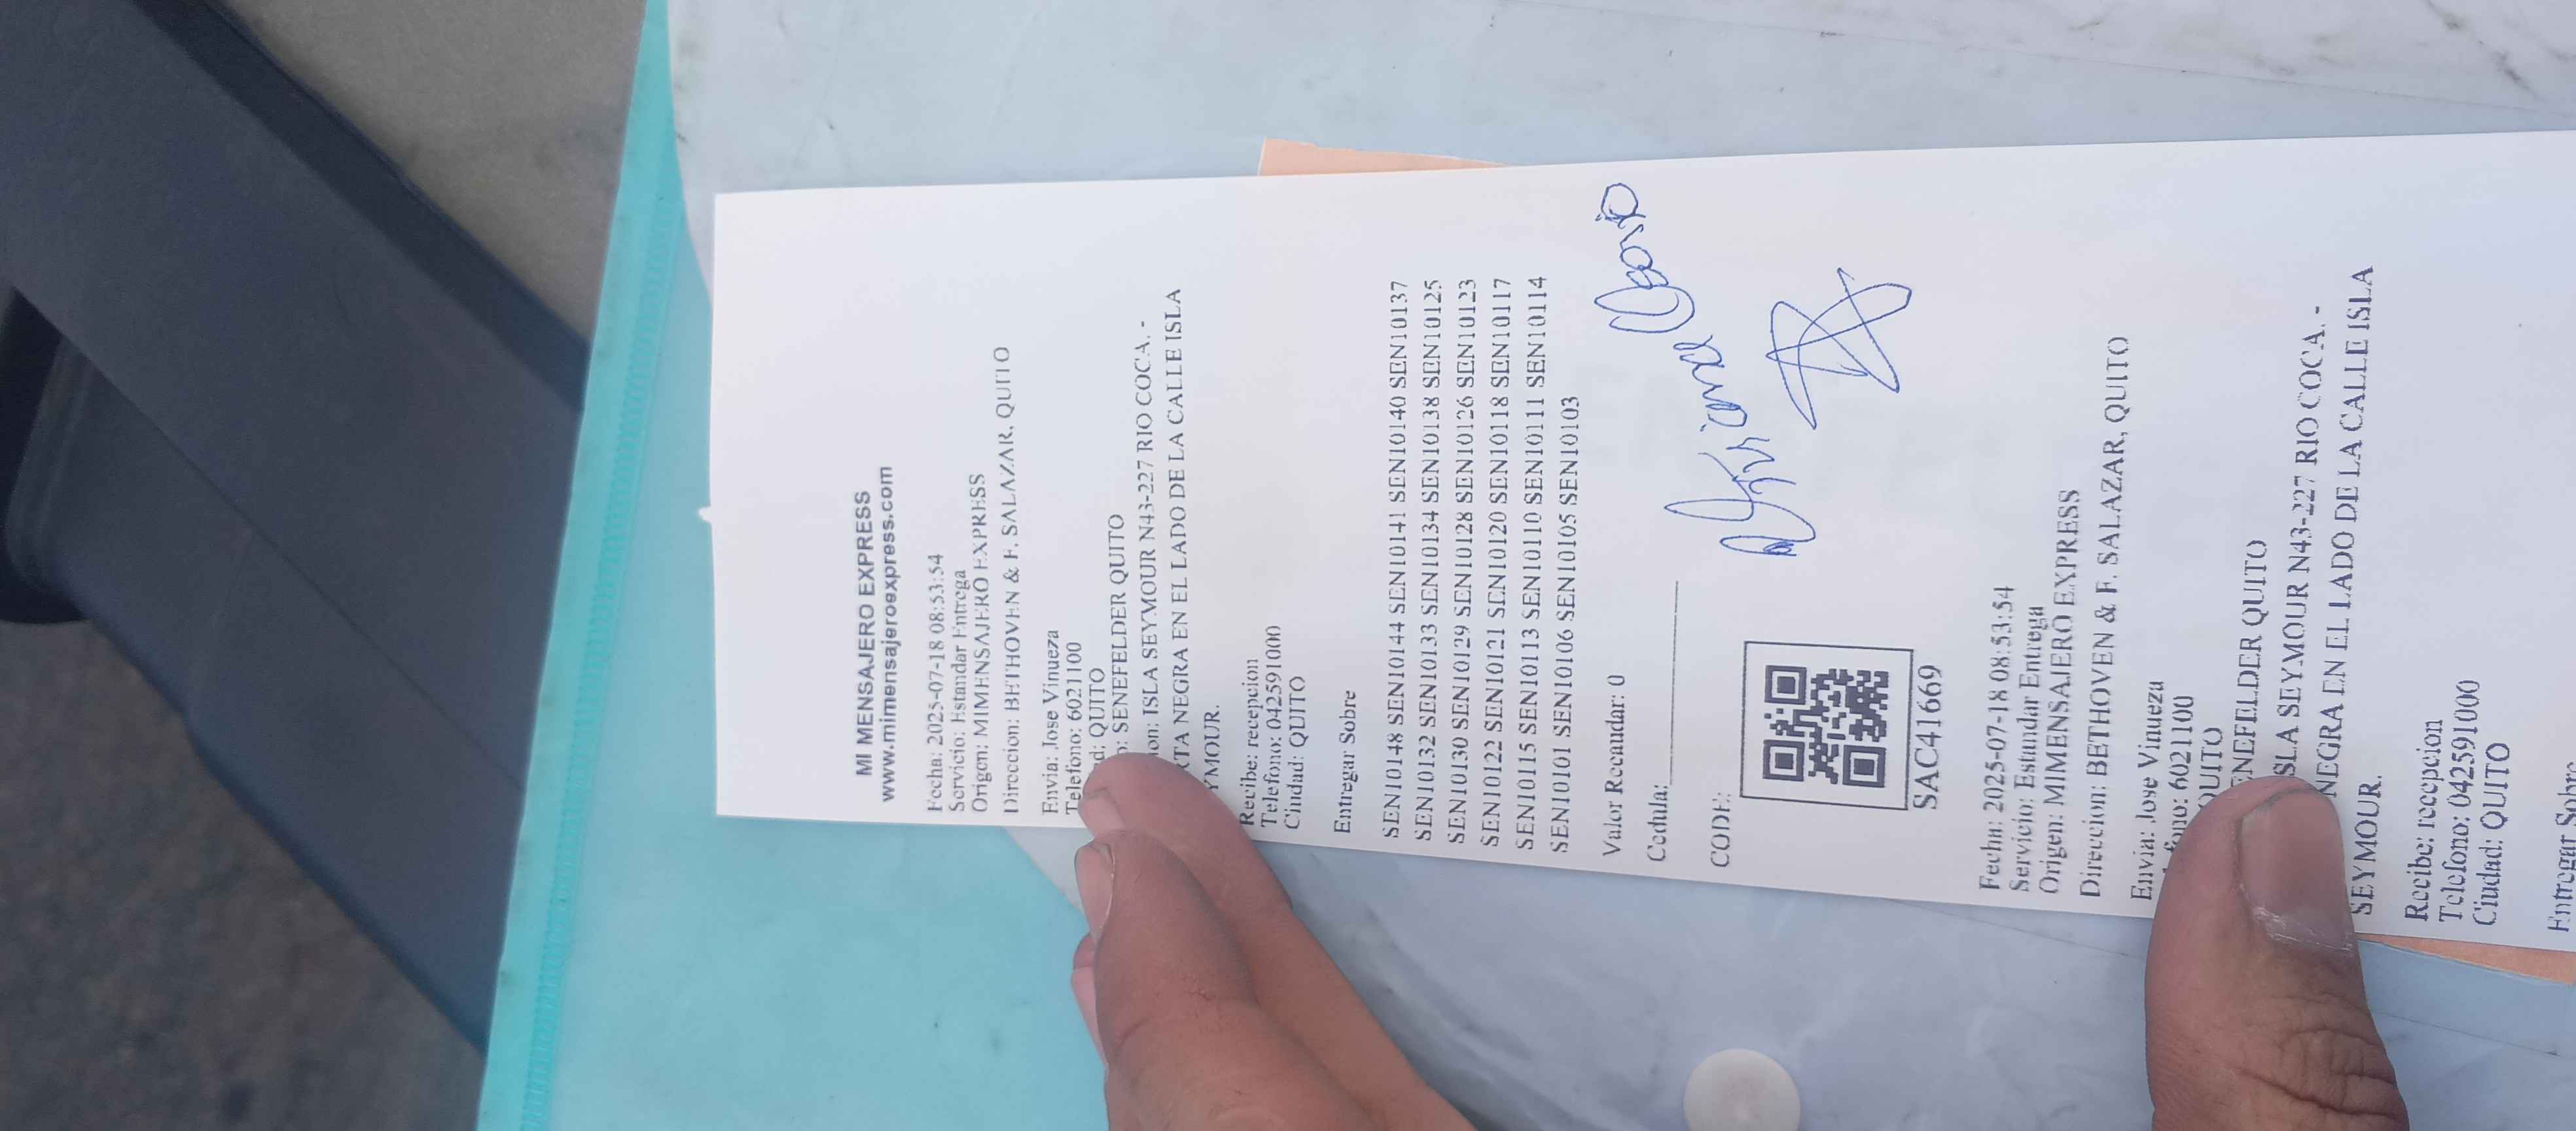 MI MENSAJERO EXPRESS
www.mimensajeroexpress.com
Fecha: 2025-07-18 08:53:54
Servicio: Estandar Entrega
Origen: MIMENSAJERO EXPRESS
Direccion: BETHOVEN & F. SALAZAR, QUITO
Envia: Jose Vinueza
Telefono: 6021100
QUITO
SENEFELDER QUITO
ISLA SEYMOUR N43-227 RIO COCA. -
NEGRA EN EL LADO DE LA CALLE ISLA
YMOUR.
Recibe: recepcion
Telefono: 042591000
Ciudad: QUITO
Entregar Sobre
SEN10148 SEN10144 SEN10141 SEN10140 SEN10137
SEN10132 SEN10133 SEN10134 SEN10138 SEN10125
SEN10130 SEN10129 SEN10128 SEN10126 SEN10123
SEN10122 SEN10121 SEN10120 SEN10118 SEN10117
SEN10115 SEN10113 SEN10110 SEN10111 SEN10114
SEN10101 SEN10106 SEN10105 SEN10103
Valor Recaudar: 0
Cedula:
CODE:
SAC41669
Fecha: 2025-07-18 08:53:54
Servicio: Estandar Entrega
Origen: MIMENSAJERO EXPRESS
Direccion: BETHOVEN & F. SALAZAR, QUITO
Envia: Jose Vinueza
fono: 6021100
QUITO
ENEFELDER QUITO
SLA SEYMOUR N43-227 RIO COCA. -
NEGRA EN EL LADO DE LA CALLE ISLA
SEYMOUR.
Recibe: recepcion
Telefono: 042591000
Ciudad: QUITO
Entregar Sobre